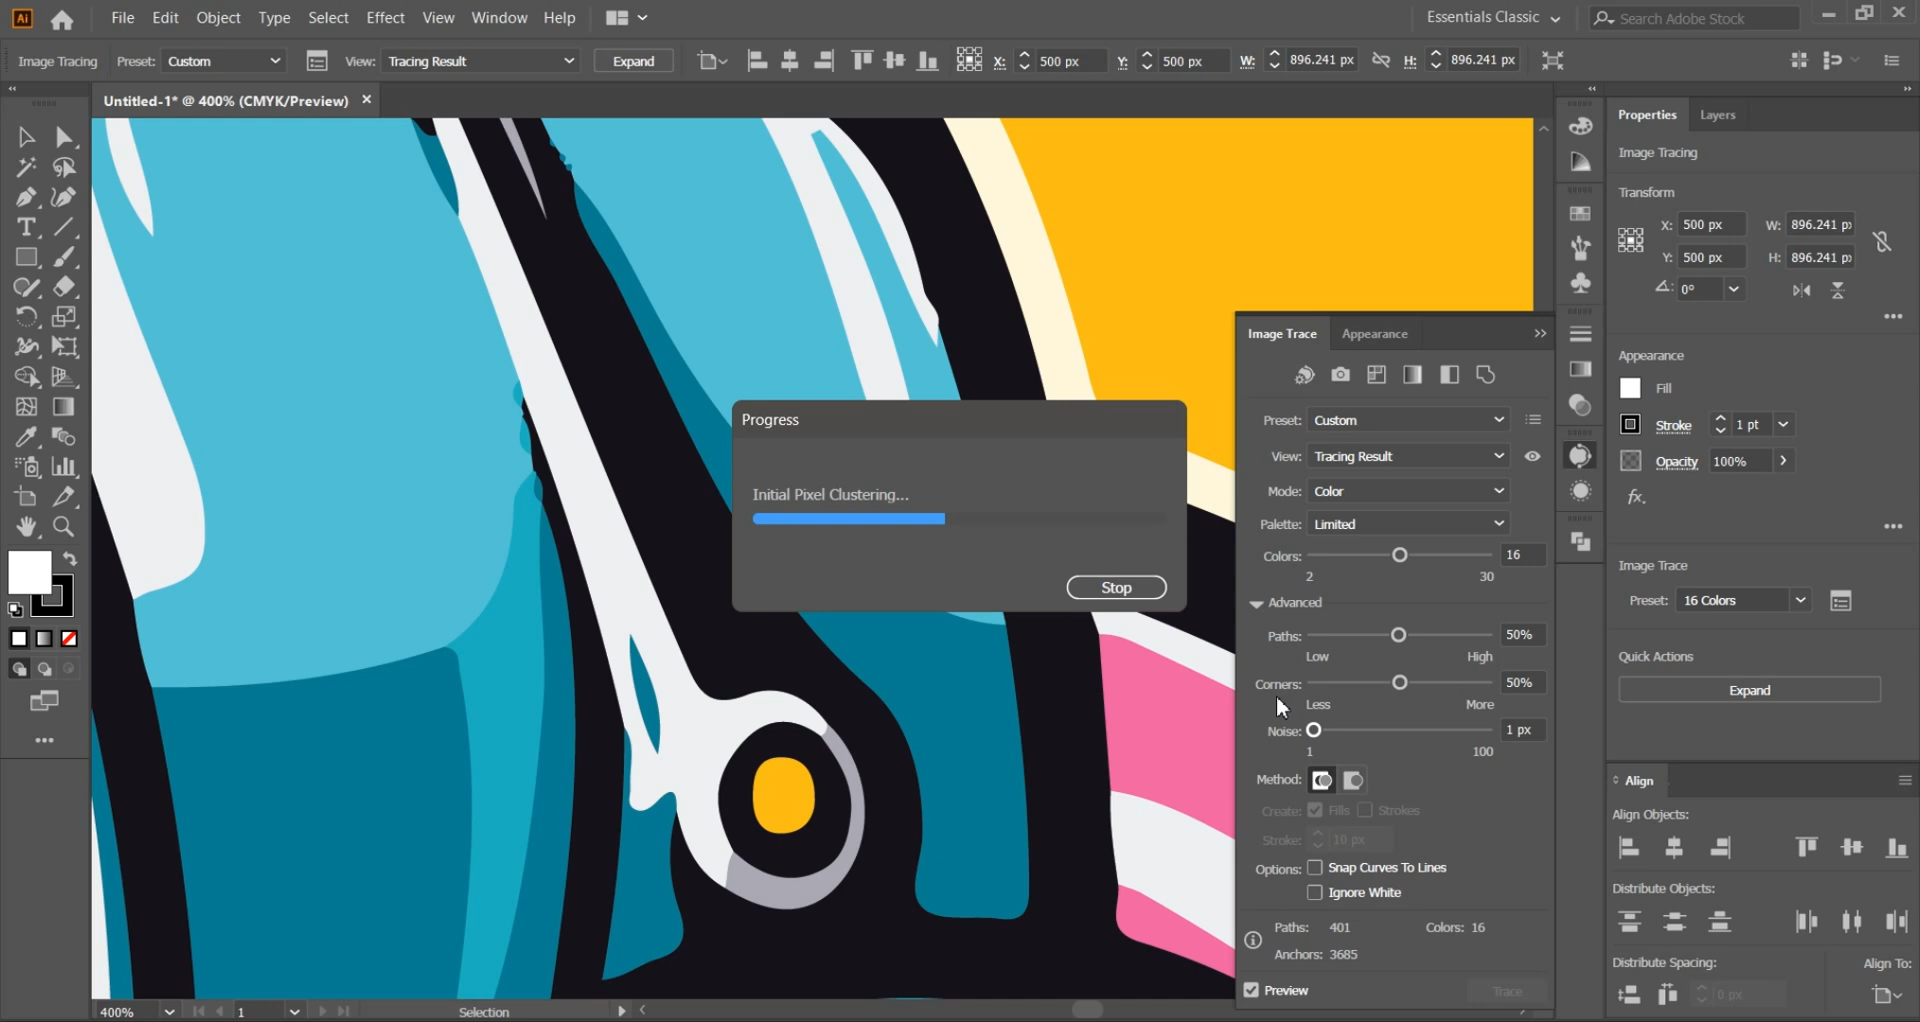 Ai File Edit Object Type Select Effect View Window Help Essentials Classic Search Adobe Stock
Image Tracing Preset: Custom View: Tracing Result Expand X: 500 px Y: 500 px W: 896.241 px H: 896.241 px
Untitled-1* @ 400% (CMYK/Preview)
Progress
Initial Pixel Clustering...
Stop
Image Trace Appearance
Preset: Custom
View: Tracing Result
Mode: Color
Palette: Limited
Colors: 16
2 30
Advanced
Paths: 50%
Low High
Corners: 50%
Less More
Noise: 1 px
1 100
Method:
Create: Fills Strokes
Stroke: 10 px
Options: Snap Curves To Lines
Ignore White
Paths: 401 Colors: 16
Anchors: 3685
Preview Trace
Properties Layers
Image Tracing
Transform
X: 500 px W: 896.241 px
Y: 500 px H: 896.241 px
0°
Appearance
Fill
Stroke 1 pt
Opacity 100%
fx.
Image Trace
Preset: 16 Colors
Quick Actions
Expand
Align
Align Objects:
Distribute Objects:
Distribute Spacing: Align To:
0 px
400% 1 Selection